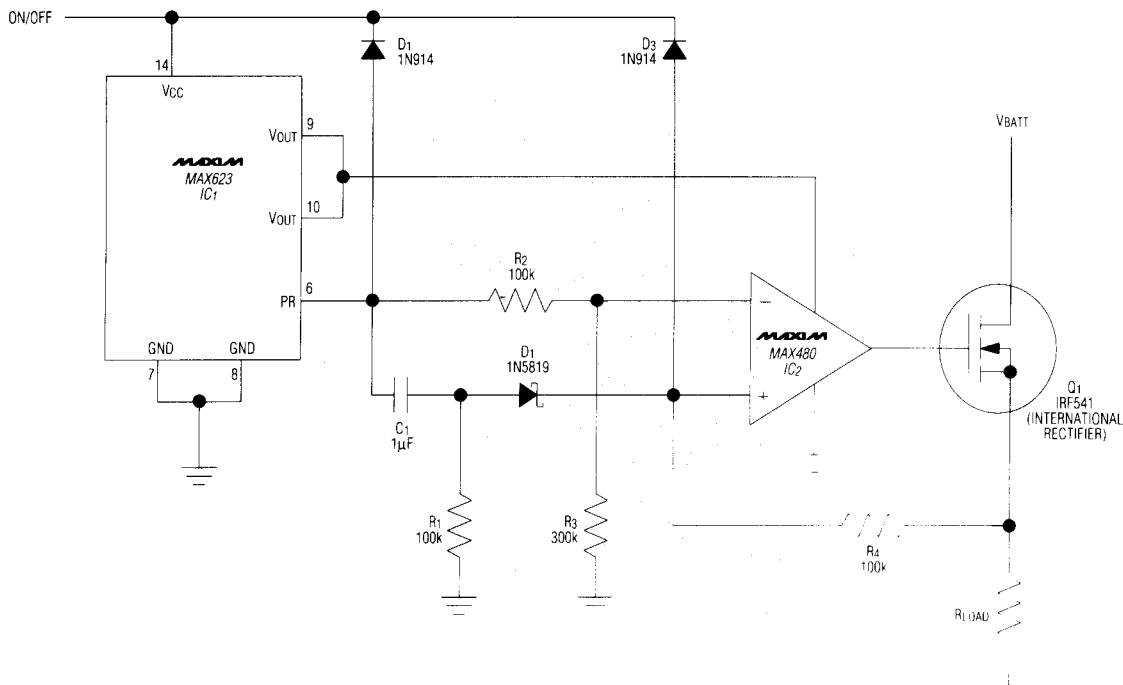 ON/OFF
D1
1N914
D3
1N914
14
VCC
VBATT
VOUT
9
MAXIM
MAX623
IC1
VOUT
10
R2
100k
PR
6
MAXIM
MAX480
IC2
GND
GND
7
8
D1
1N5819
Q1
IRF541
(INTERNATIONAL
RECTIFIER)
C1
1µF
R1
100k
R3
300k
R4
100k
RLOAD